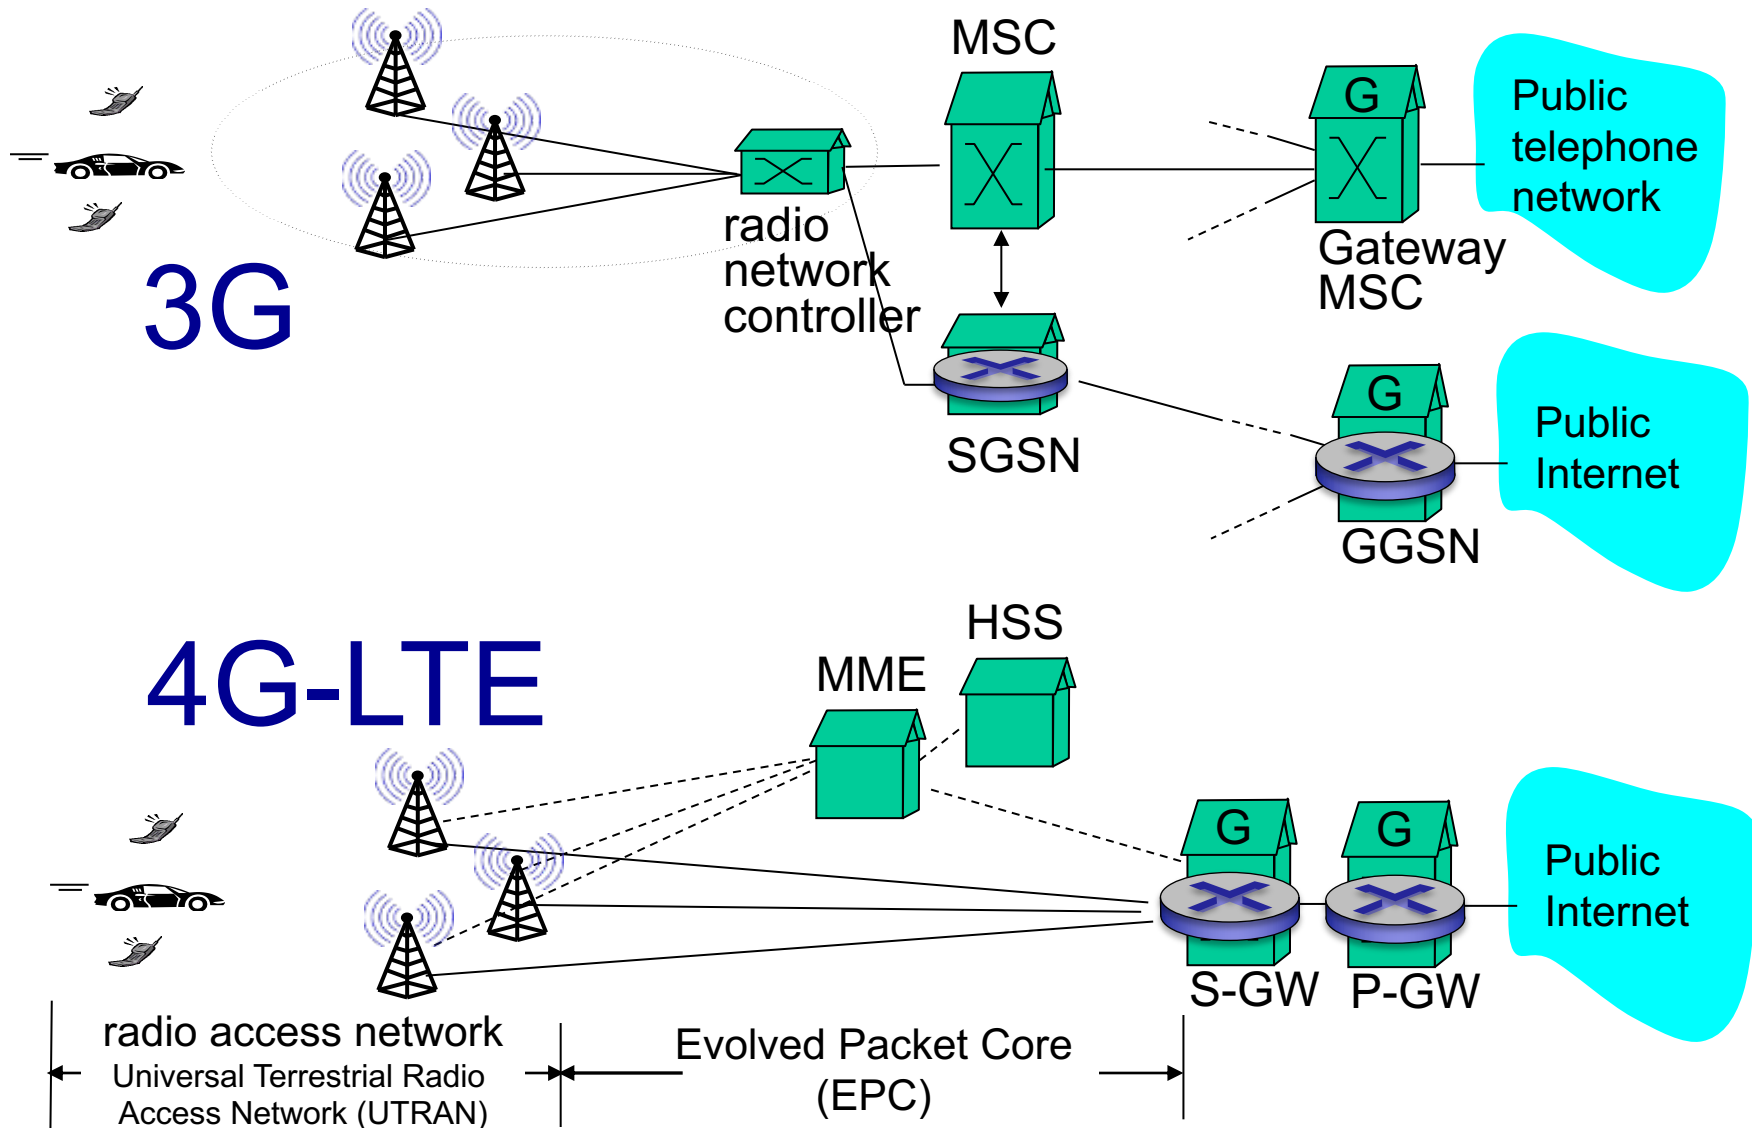 MSC
G
Public
telephone
network
radio
network
controller
Gateway
MSC
3G
SGSN
G
Public
Internet
GGSN
HSS
4G-LTE
MME
G
G
Public
Internet
S-GW
P-GW
radio access network
Universal Terrestrial Radio
Access Network (UTRAN)
Evolved Packet Core
(EPC)